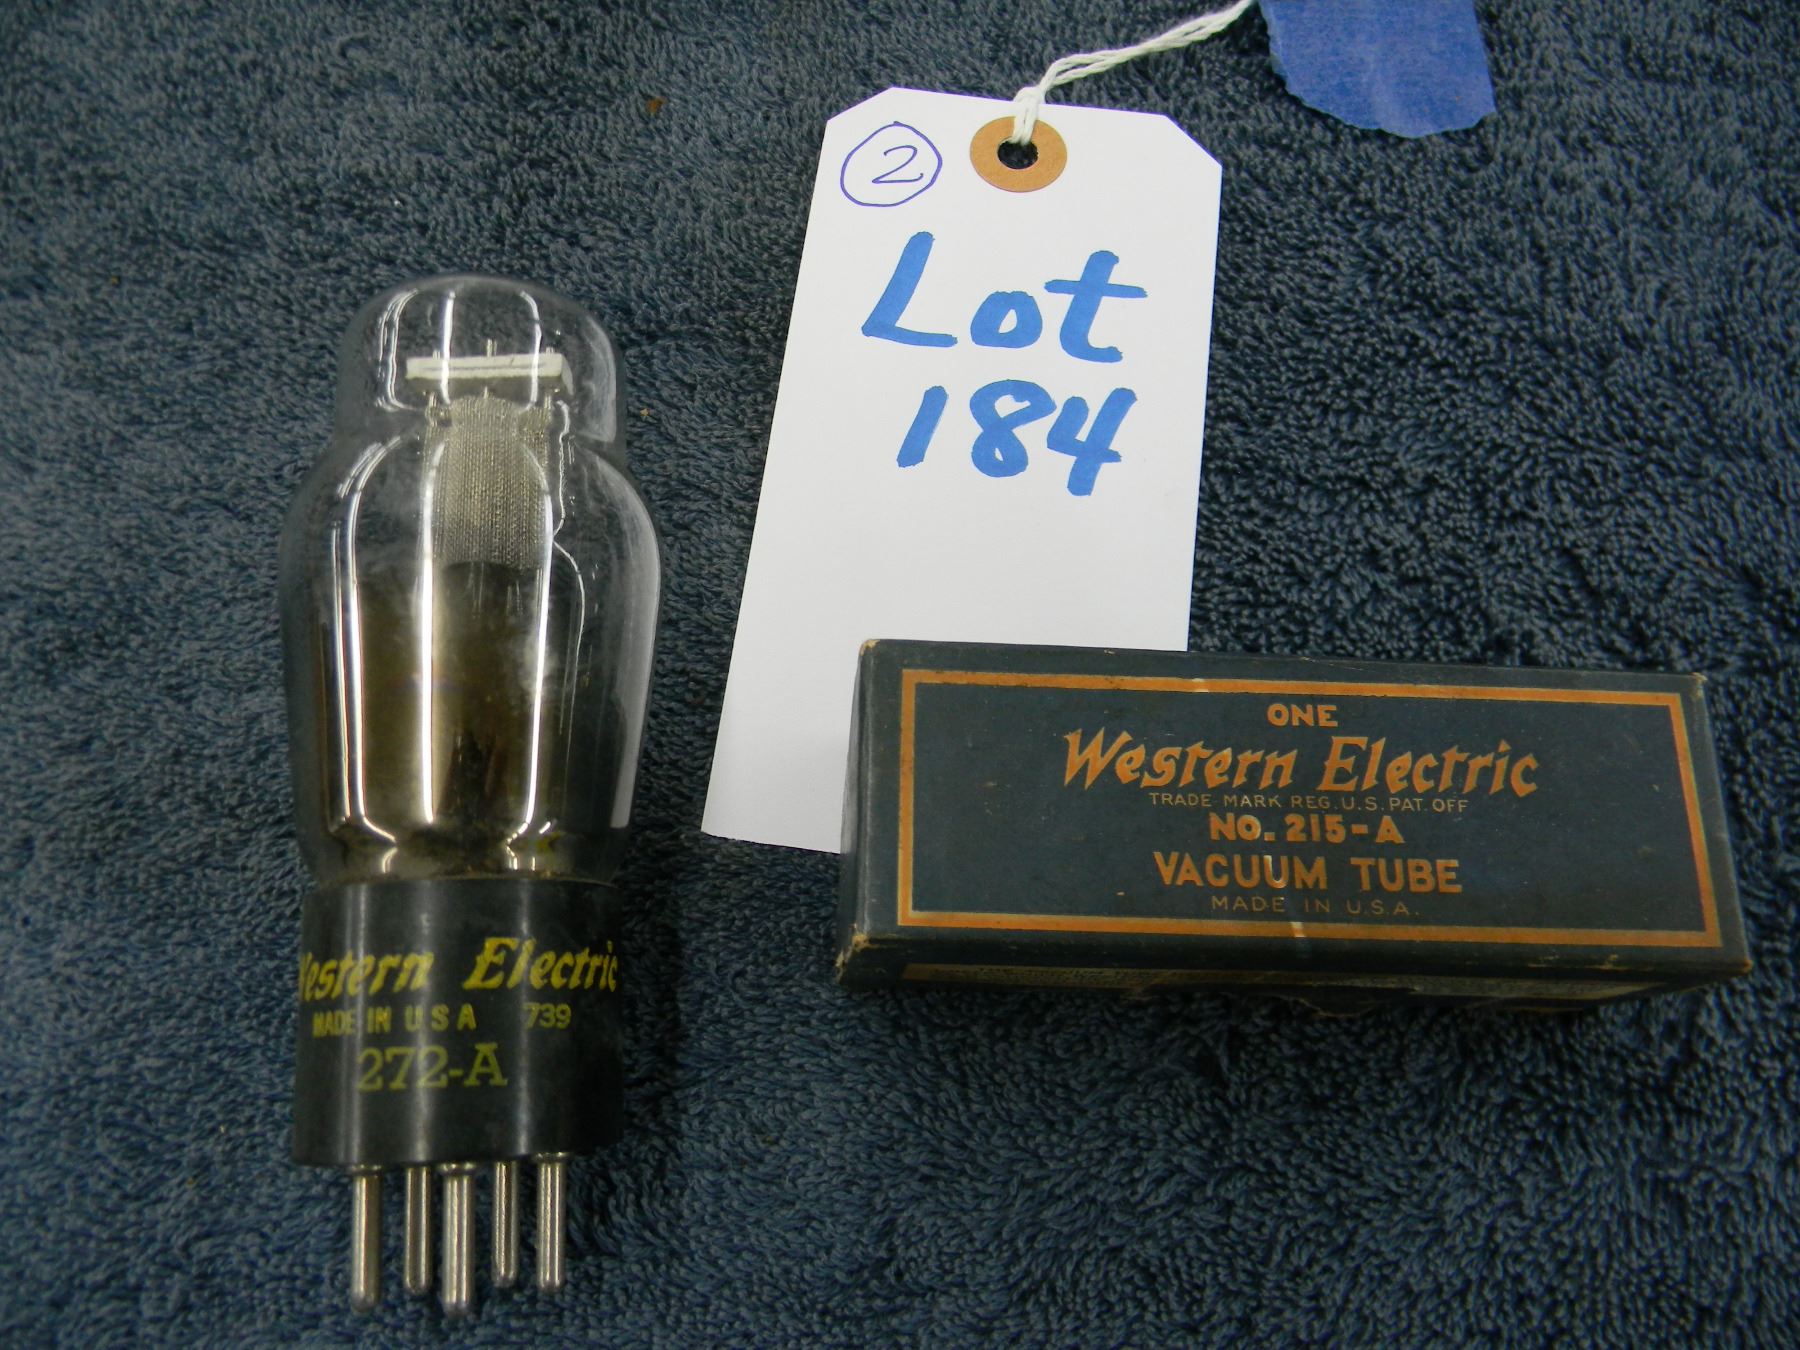 2
Lot
184
ONE
Western Electric
TRADE MARK REG. U.S. PAT. OFF
NO. 215-A
VACUUM TUBE
MADE IN U.S.A.
Western Electric
MADE IN U S A 739
272-A